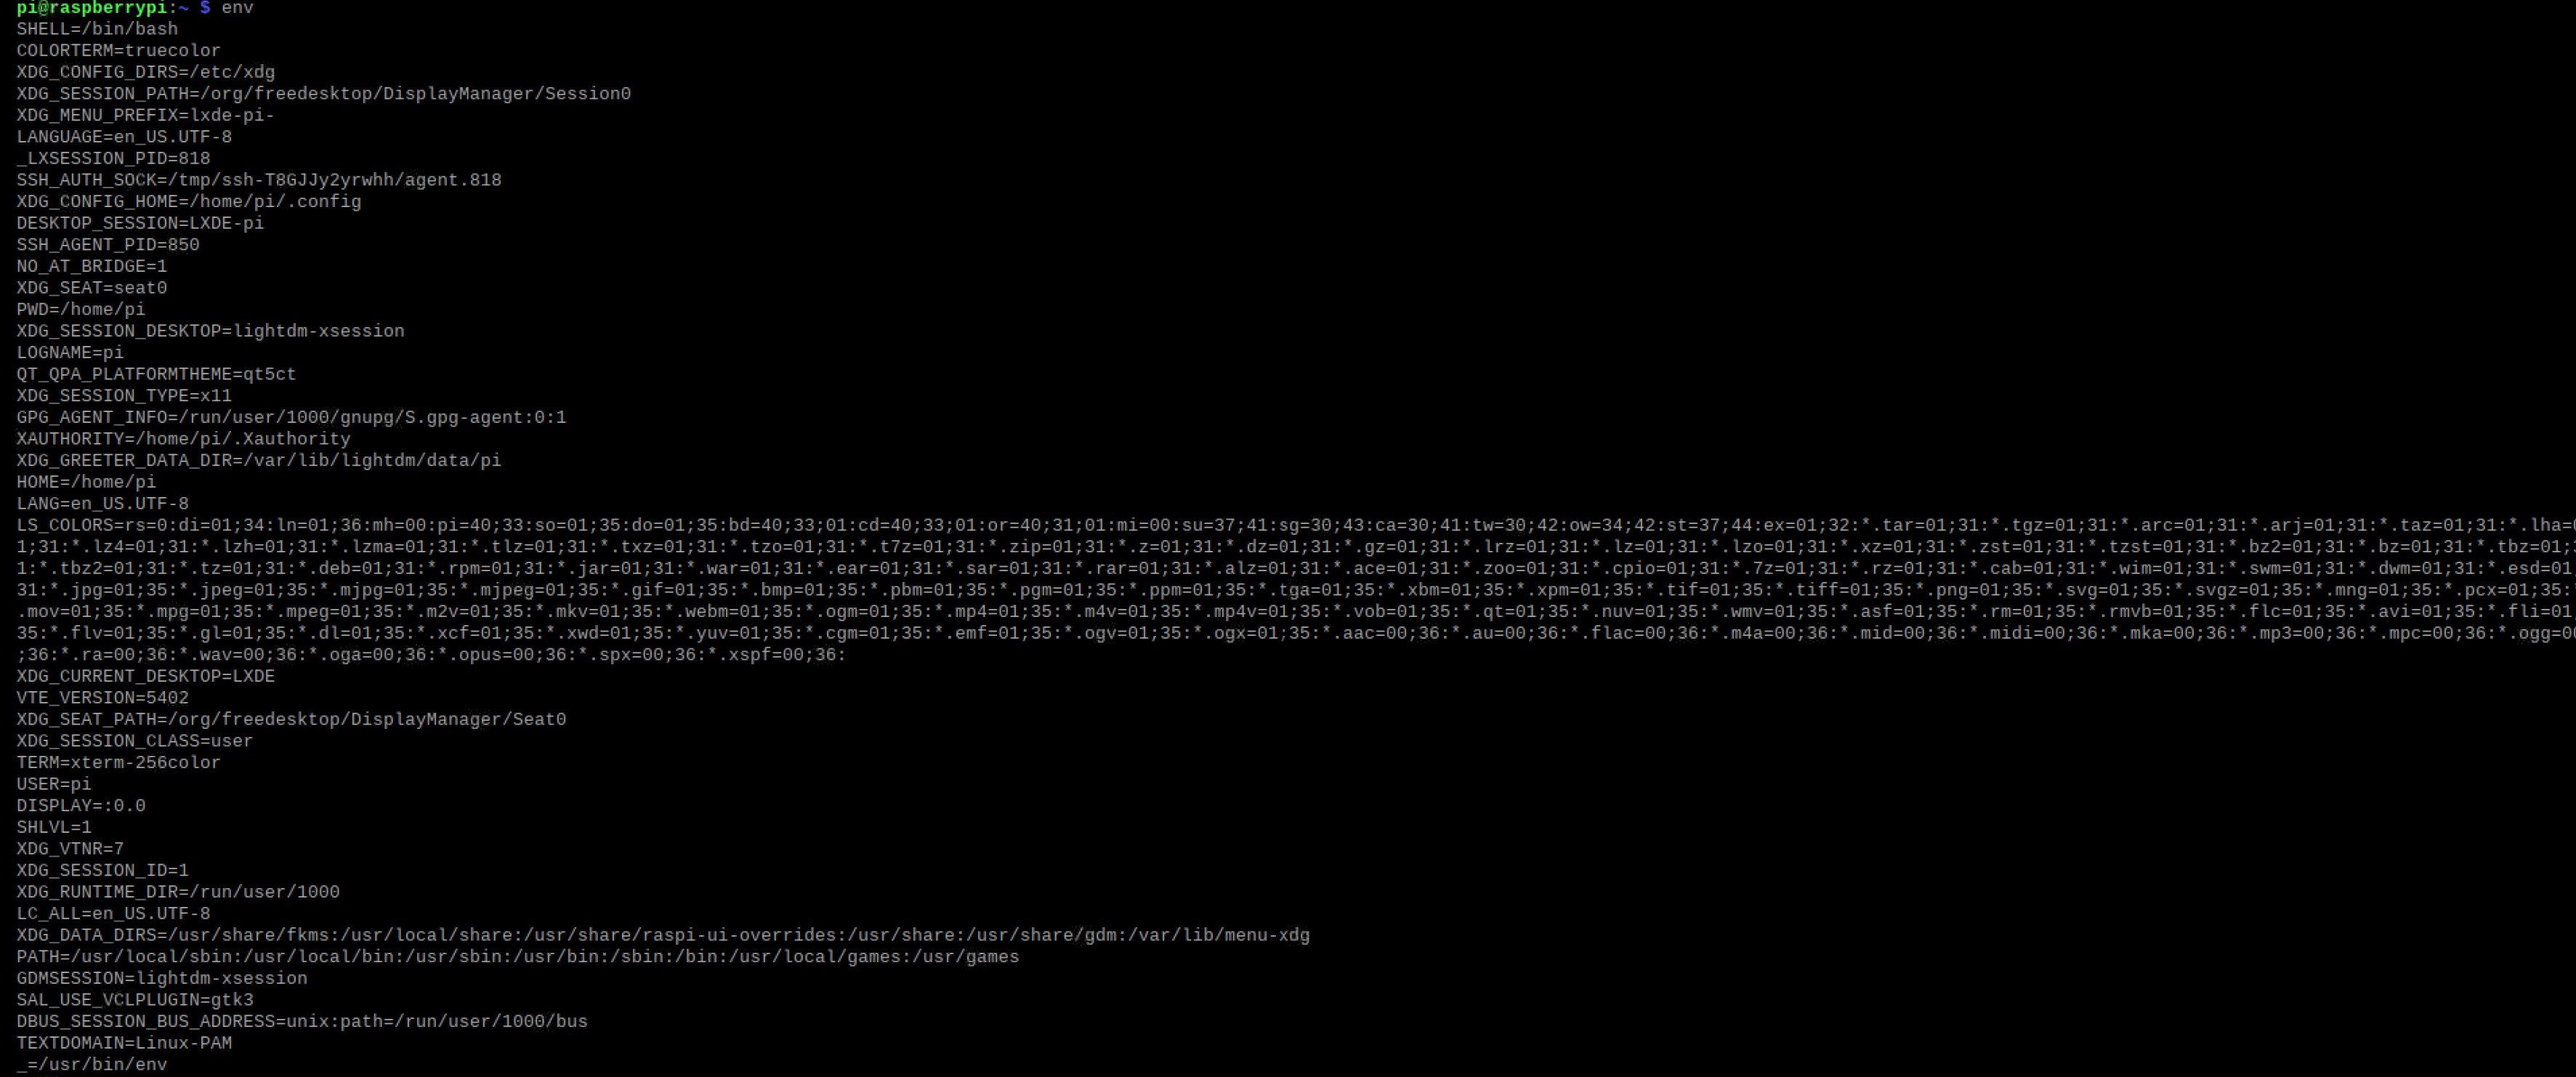 pi@raspberrypi:~ $ env
SHELL=/bin/bash
COLORTERM=truecolor
XDG_CONFIG_DIRS=/etc/xdg
XDG_SESSION_PATH=/org/freedesktop/DisplayManager/Session0
XDG_MENU_PREFIX=lxde-pi-
LANGUAGE=en_US.UTF-8
_LXSESSION_PID=818
SSH_AUTH_SOCK=/tmp/ssh-T8GJJy2yrwhh/agent.818
XDG_CONFIG_HOME=/home/pi/.config
DESKTOP_SESSION=LXDE-pi
SSH_AGENT_PID=850
NO_AT_BRIDGE=1
XDG_SEAT=seat0
PWD=/home/pi
XDG_SESSION_DESKTOP=lightdm-xsession
LOGNAME=pi
QT_QPA_PLATFORMTHEME=qt5ct
XDG_SESSION_TYPE=x11
GPG_AGENT_INFO=/run/user/1000/gnupg/S.gpg-agent:0:1
XAUTHORITY=/home/pi/.Xauthority
XDG_GREETER_DATA_DIR=/var/lib/lightdm/data/pi
HOME=/home/pi
LANG=en_US.UTF-8
LS_COLORS=rs=0:di=01;34:ln=01;36:mh=00:pi=40;33:so=01;35:do=01;35:bd=40;33;01:cd=40;33;01:or=40;31;01:mi=00:su=37;41:sg=30;43:ca=30;41:tw=30;42:ow=34;42:st=37;44:ex=01;32:*.tar=01;31:*.tgz=01;31:*.arc=01;31:*.arj=01;31:*.taz=01;31:*.lha=0
1;31:*.lz4=01;31:*.lzh=01;31:*.lzma=01;31:*.tlz=01;31:*.txz=01;31:*.tzo=01;31:*.t7z=01;31:*.zip=01;31:*.z=01;31:*.dz=01;31:*.gz=01;31:*.lrz=01;31:*.lz=01;31:*.lzo=01;31:*.xz=01;31:*.zst=01;31:*.tzst=01;31:*.bz2=01;31:*.bz=01;31:*.tbz=01;3
1:*.tbz2=01;31:*.tz=01;31:*.deb=01;31:*.rpm=01;31:*.jar=01;31:*.war=01;31:*.ear=01;31:*.sar=01;31:*.rar=01;31:*.alz=01;31:*.ace=01;31:*.zoo=01;31:*.cpio=01;31:*.7z=01;31:*.rz=01;31:*.cab=01;31:*.wim=01;31:*.swm=01;31:*.dwm=01;31:*.esd=01;
31:*.jpg=01;35:*.jpeg=01;35:*.mjpg=01;35:*.mjpeg=01;35:*.gif=01;35:*.bmp=01;35:*.pbm=01;35:*.pgm=01;35:*.ppm=01;35:*.tga=01;35:*.xbm=01;35:*.xpm=01;35:*.tif=01;35:*.tiff=01;35:*.png=01;35:*.svg=01;35:*.svgz=01;35:*.mng=01;35:*.pcx=01;35:*
.mov=01;35:*.mpg=01;35:*.mpeg=01;35:*.m2v=01;35:*.mkv=01;35:*.webm=01;35:*.ogm=01;35:*.mp4=01;35:*.m4v=01;35:*.mp4v=01;35:*.vob=01;35:*.qt=01;35:*.nuv=01;35:*.wmv=01;35:*.asf=01;35:*.rm=01;35:*.rmvb=01;35:*.flc=01;35:*.avi=01;35:*.fli=01;
35:*.flv=01;35:*.gl=01;35:*.dl=01;35:*.xcf=01;35:*.xwd=01;35:*.yuv=01;35:*.cgm=01;35:*.emf=01;35:*.ogv=01;35:*.ogx=01;35:*.aac=00;36:*.au=00;36:*.flac=00;36:*.m4a=00;36:*.mid=00;36:*.midi=00;36:*.mka=00;36:*.mp3=00;36:*.mpc=00;36:*.ogg=00
;36:*.ra=00;36:*.wav=00;36:*.oga=00;36:*.opus=00;36:*.spx=00;36:*.xspf=00;36:
XDG_CURRENT_DESKTOP=LXDE
VTE_VERSION=5402
XDG_SEAT_PATH=/org/freedesktop/DisplayManager/Seat0
XDG_SESSION_CLASS=user
TERM=xterm-256color
USER=pi
DISPLAY=:0.0
SHLVL=1
XDG_VTNR=7
XDG_SESSION_ID=1
XDG_RUNTIME_DIR=/run/user/1000
LC_ALL=en_US.UTF-8
XDG_DATA_DIRS=/usr/share/fkms:/usr/local/share:/usr/share/raspi-ui-overrides:/usr/share:/usr/share/gdm:/var/lib/menu-xdg
PATH=/usr/local/sbin:/usr/local/bin:/usr/sbin:/usr/bin:/sbin:/bin:/usr/local/games:/usr/games
GDMSESSION=lightdm-xsession
SAL_USE_VCLPLUGIN=gtk3
DBUS_SESSION_BUS_ADDRESS=unix:path=/run/user/1000/bus
TEXTDOMAIN=Linux-PAM
_=/usr/bin/env